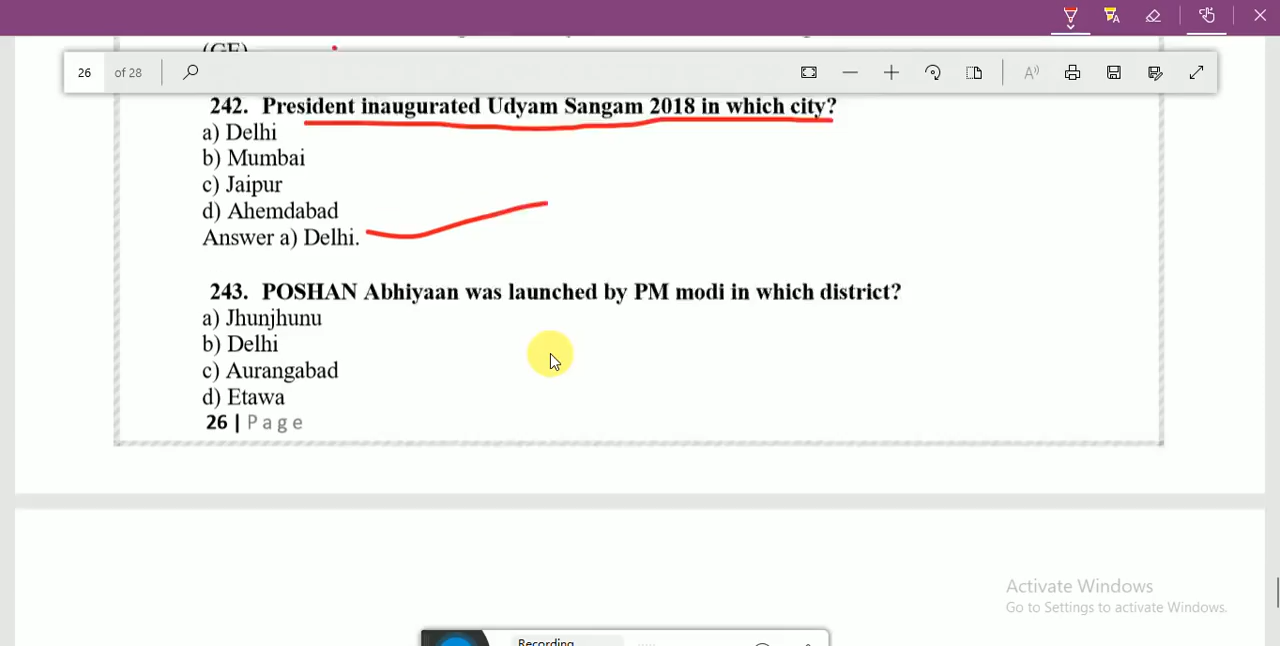 (GE)
26 of 28
242. President inaugurated Udyam Sangam 2018 in which city?
a) Delhi
b) Mumbai
c) Jaipur
d) Ahemdabad
Answer a) Delhi.
243. POSHAN Abhiyaan was launched by PM modi in which district?
a) Jhunjhunu
b) Delhi
c) Aurangabad
d) Etawa
26 | Page
Activate Windows
Go to Settings to activate Windows.
Recording